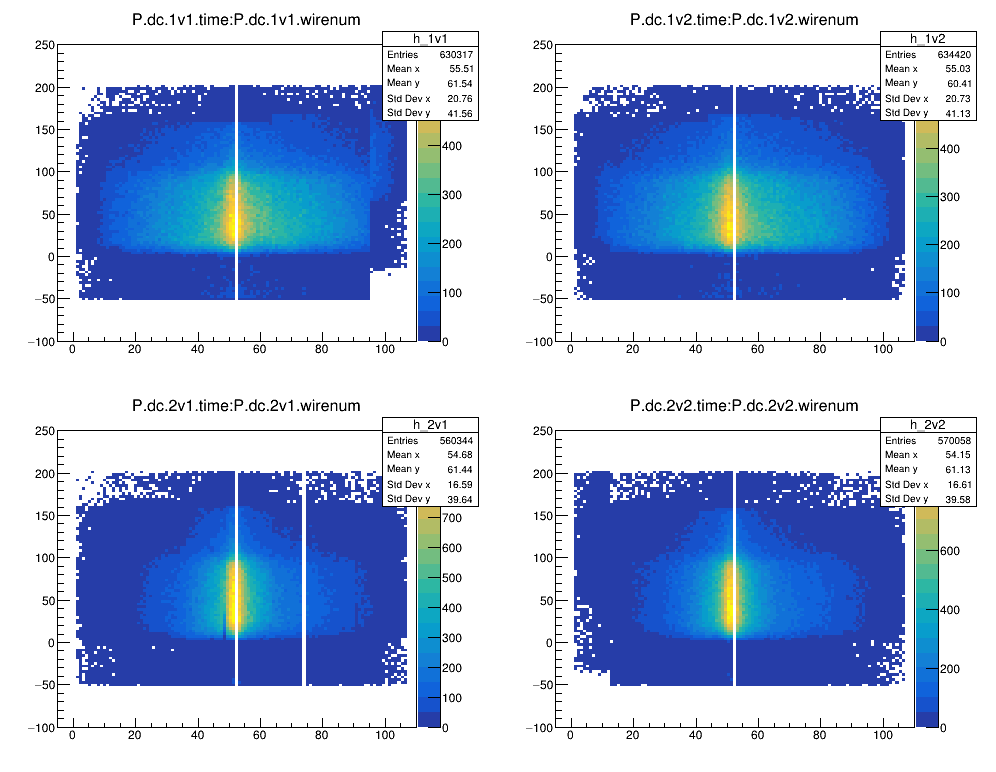 P.dc.1v1.time:P.dc.1v1.wirenum
h_1v1
Entries 630317
Mean x 55.51
Mean y 61.54
Std Dev x 20.76
Std Dev y 41.56
250
200
150
100
50
0
−50
−100
0 20 40 60 80 100
400
300
200
100
0
P.dc.1v2.time:P.dc.1v2.wirenum
h_1v2
Entries 634420
Mean x 55.03
Mean y 60.41
Std Dev x 20.73
Std Dev y 41.13
250
200
150
100
50
0
−50
−100
0 20 40 60 80 100
400
300
200
100
0
P.dc.2v1.time:P.dc.2v1.wirenum
h_2v1
Entries 560344
Mean x 54.68
Mean y 61.44
Std Dev x 16.59
Std Dev y 39.64
250
200
150
100
50
0
−50
−100
0 20 40 60 80 100
700
600
500
400
300
200
100
0
P.dc.2v2.time:P.dc.2v2.wirenum
h_2v2
Entries 570058
Mean x 54.15
Mean y 61.13
Std Dev x 16.61
Std Dev y 39.58
250
200
150
100
50
0
−50
−100
0 20 40 60 80 100
600
400
200
0